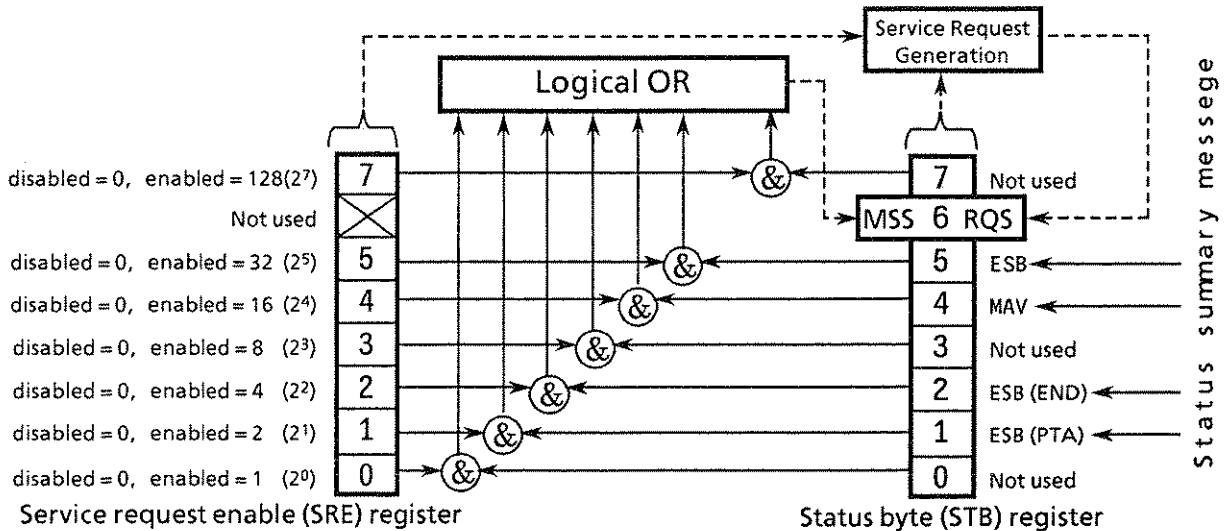 Service Request
Generation
Logical OR
disabled = 0, enabled = 128(2⁷)
7
&
7
Not used
Not used
MSS 6 RQS
disabled = 0, enabled = 32 (2⁵)
5
&
5
ESB
disabled = 0, enabled = 16 (2⁴)
4
&
4
MAV
disabled = 0, enabled = 8 (2³)
3
&
3
Not used
disabled = 0, enabled = 4 (2²)
2
&
2
ESB (END)
disabled = 0, enabled = 2 (2¹)
1
&
1
ESB (PTA)
disabled = 0, enabled = 1 (2⁰)
0
&
0
Not used
Service request enable (SRE) register
Status byte (STB) register
Status summary messege